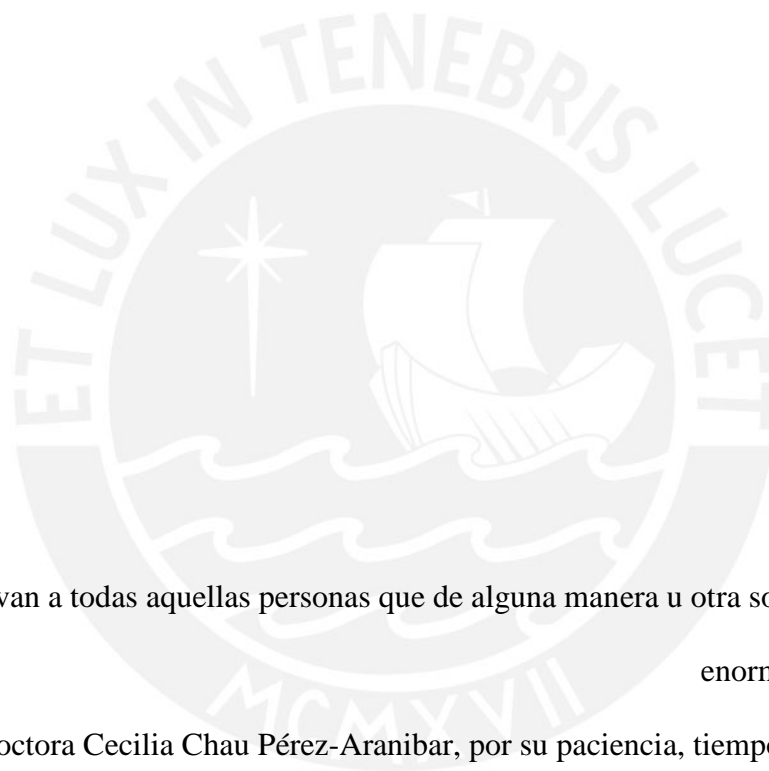 ET LUX IN TENEBRIS LUCET
van a todas aquellas personas que de alguna manera u otra
MCMXVII
Cecilia Chau Pérez-Aranibar, por su paciencia,